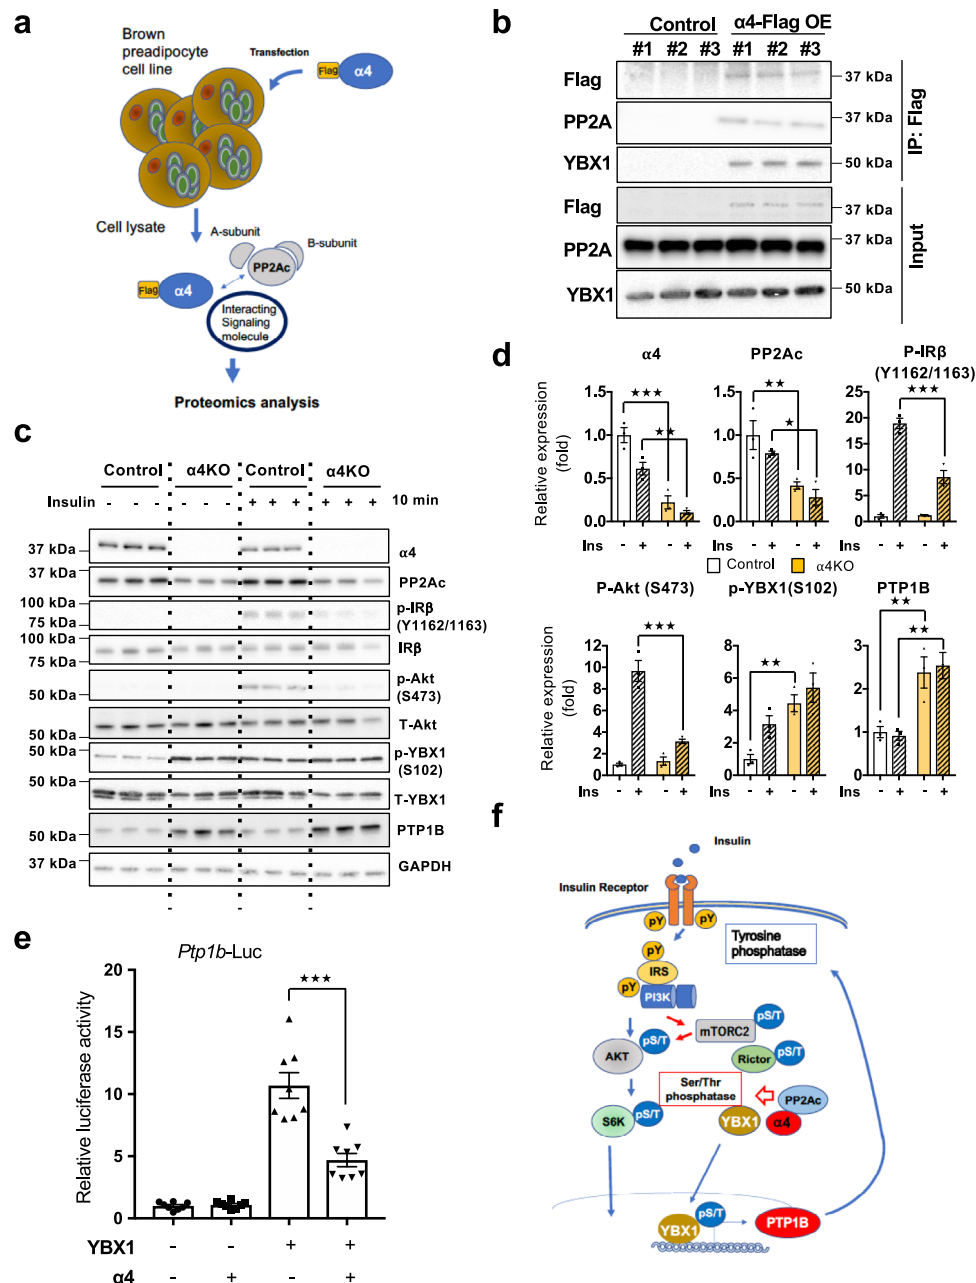 a
Brown
preadipocyte
cell line
Transfection
Flag
α4
Cell lysate
A-subunit
B-subunit
PP2Ac
Flag
α4
Interacting
Signaling
molecule
Proteomics analysis
b
Control α4-Flag OE
#1 #2 #3 #1 #2 #3
Flag 37 kDa
PP2A 37 kDa
YBX1 50 kDa
IP: Flag
Flag 37 kDa
PP2A 37 kDa
YBX1 50 kDa
Input
c
Control α4KO Control α4KO
Insulin - - - - - - + + + + + + 10 min
37 kDa α4
37 kDa PP2Ac
100 kDa p-IRβ
75 kDa (Y1162/1163)
100 kDa IRβ
75 kDa
p-Akt
50 kDa (S473)
T-Akt
50 kDa
50 kDa p-YBX1
(S102)
50 kDa T-YBX1
50 kDa PTP1B
37 kDa GAPDH
d
α4
Relative expression
(fold)
1.5
1.0
0.5
0.0
★★★
★★
Ins - + - +
PP2Ac
1.5
1.0
0.5
0.0
★★
★
- + - +
P-IRβ
(Y1162/1163)
25
20
15
10
5
0
★★★
- + - +
Control α4KO
P-Akt (S473)
Relative expression
(fold)
12
10
8
6
4
2
0
★★★
Ins - + - +
p-YBX1(S102)
8
6
4
2
0
★★
Ins - + - +
PTP1B
3
2
1
0
★★
★★
Ins - + - +
e
Ptp1b-Luc
Relative luciferase activity
20
15
10
5
0
★★★
YBX1 - - + +
α4 - + - +
f
Insulin
Insulin Receptor
pY pY
Tyrosine
phosphatase
pY
IRS
pY
PI3K
pS/T
mTORC2
pS/T
AKT
pS/T
Rictor
Ser/Thr
phosphatase
PP2Ac
pS/T
S6K
YBX1
α4
pS/T
YBX1
PTP1B